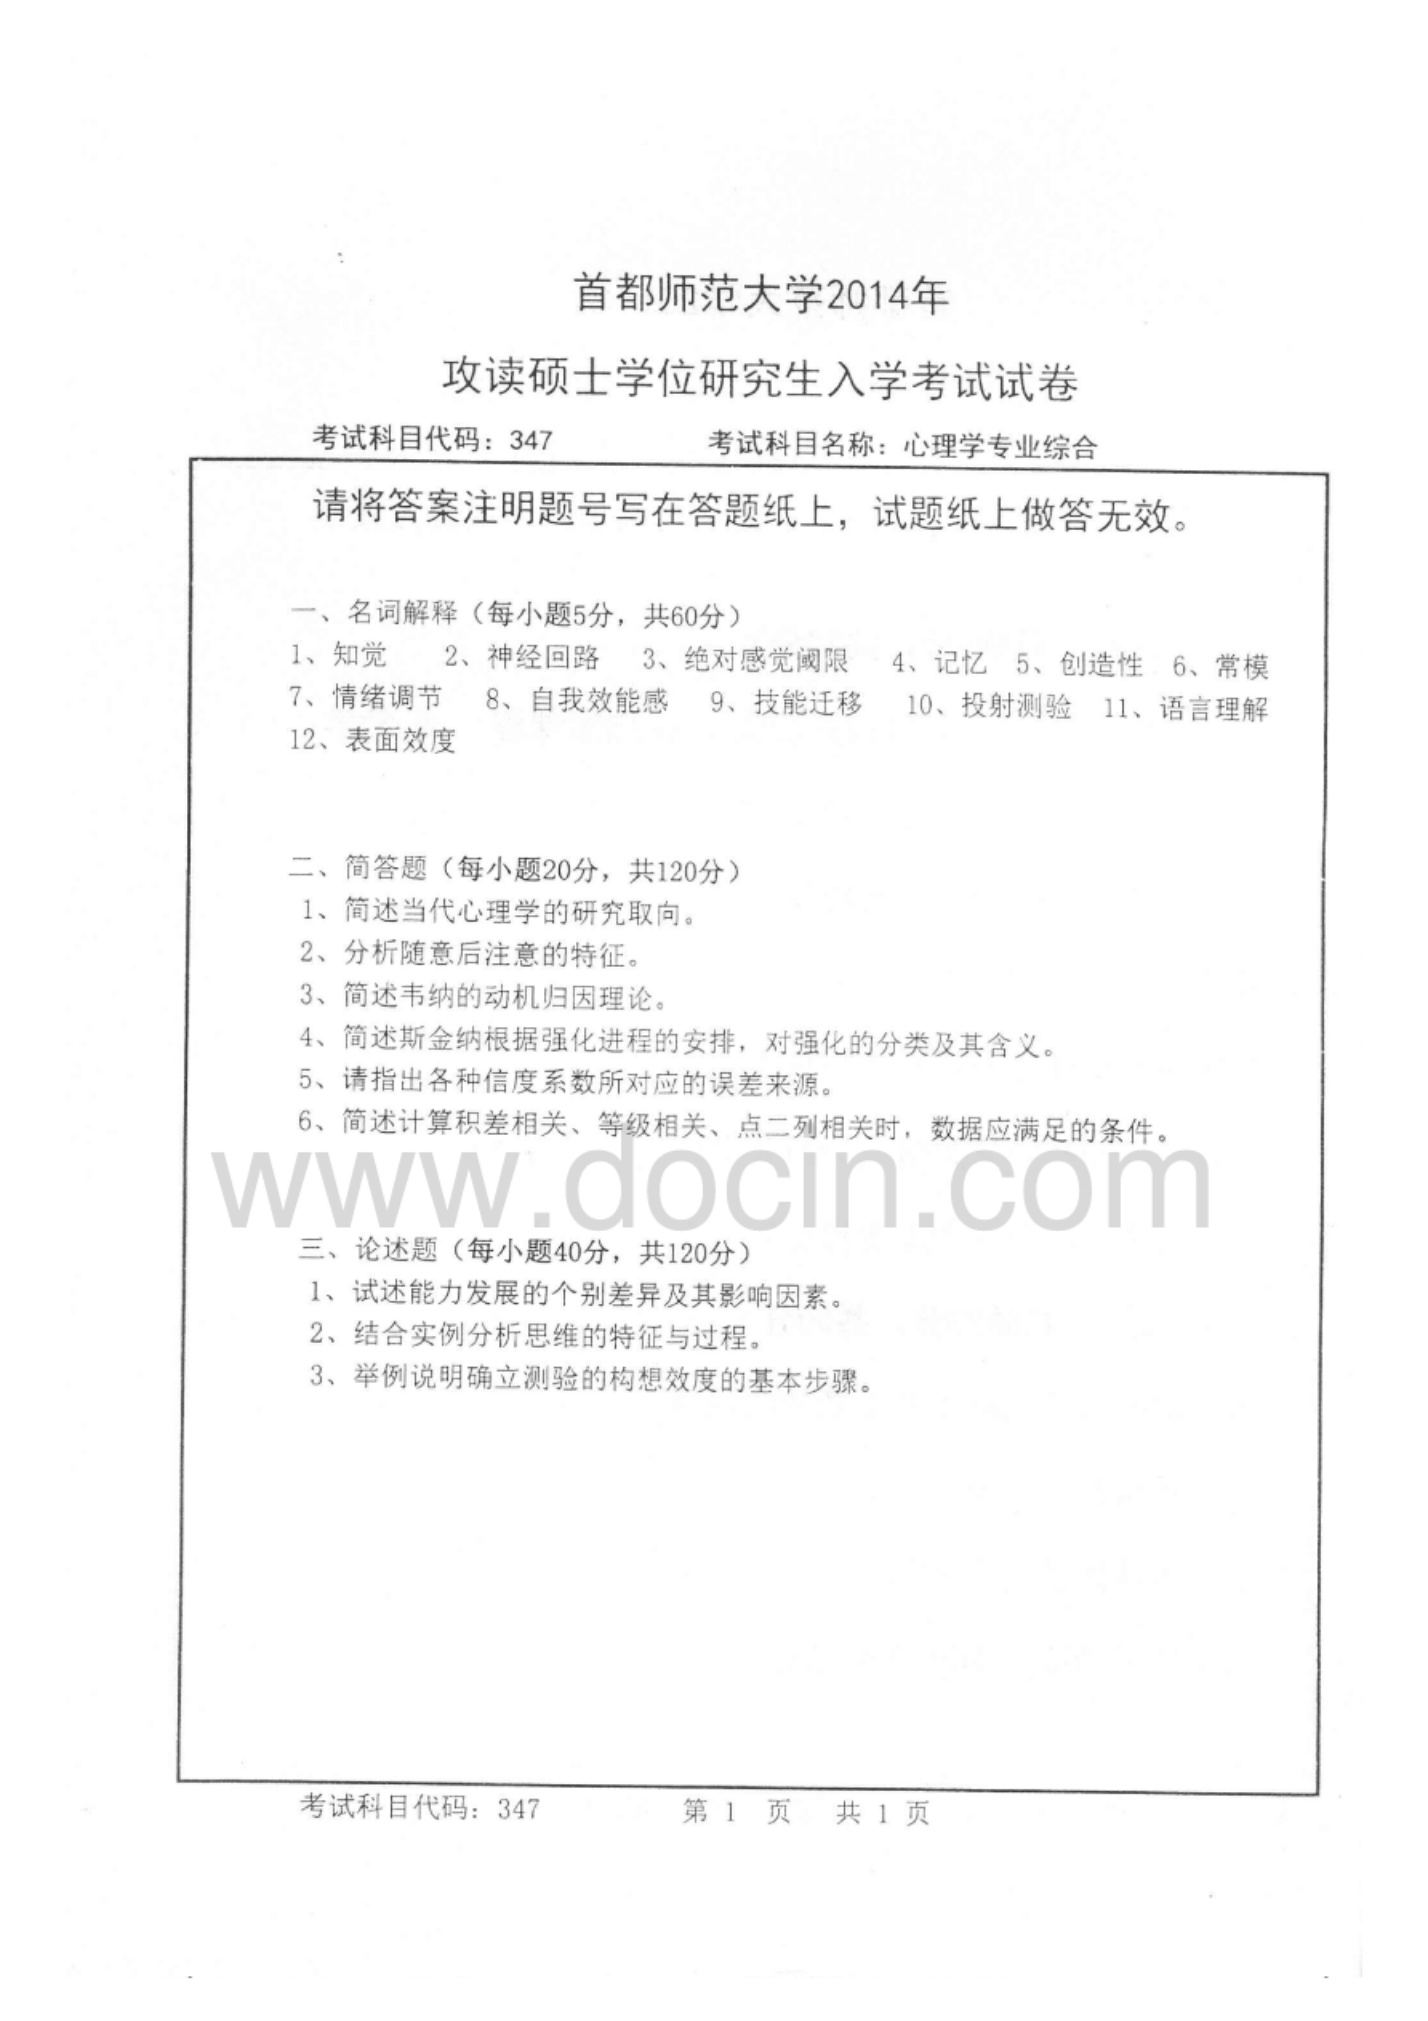 首都师范大学2014年
攻读硕士学位研究生入学考试试卷
考试科目代码：347 考试科目名称：心理学专业综合
请将答案注明题号写在答题纸上，试题纸上做答无效。
一、名词解释（每小题5分，共60分）
1、知觉 2、神经回路 3、绝对感觉阈限 4、记忆 5、创造性 6、常模
7、情绪调节 8、自我效能感 9、技能迁移 10、投射测验 11、语言理解
12、表面效度
二、简答题（每小题20分，共120分）
1、简述当代心理学的研究取向。
2、分析随意后注意的特征。
3、简述韦纳的动机归因理论。
4、简述斯金纳根据强化进程的安排，对强化的分类及其含义。
5、请指出各种信度系数所对应的误差来源。
6、简述计算积差相关、等级相关、点二列相关时，数据应满足的条件。
www.docin.com
三、论述题（每小题40分，共120分）
1、试述能力发展的个别差异及其影响因素。
2、结合实例分析思维的特征与过程。
3、举例说明确立测验的构想效度的基本步骤。
考试科目代码：347 第 1 页 共 1 页